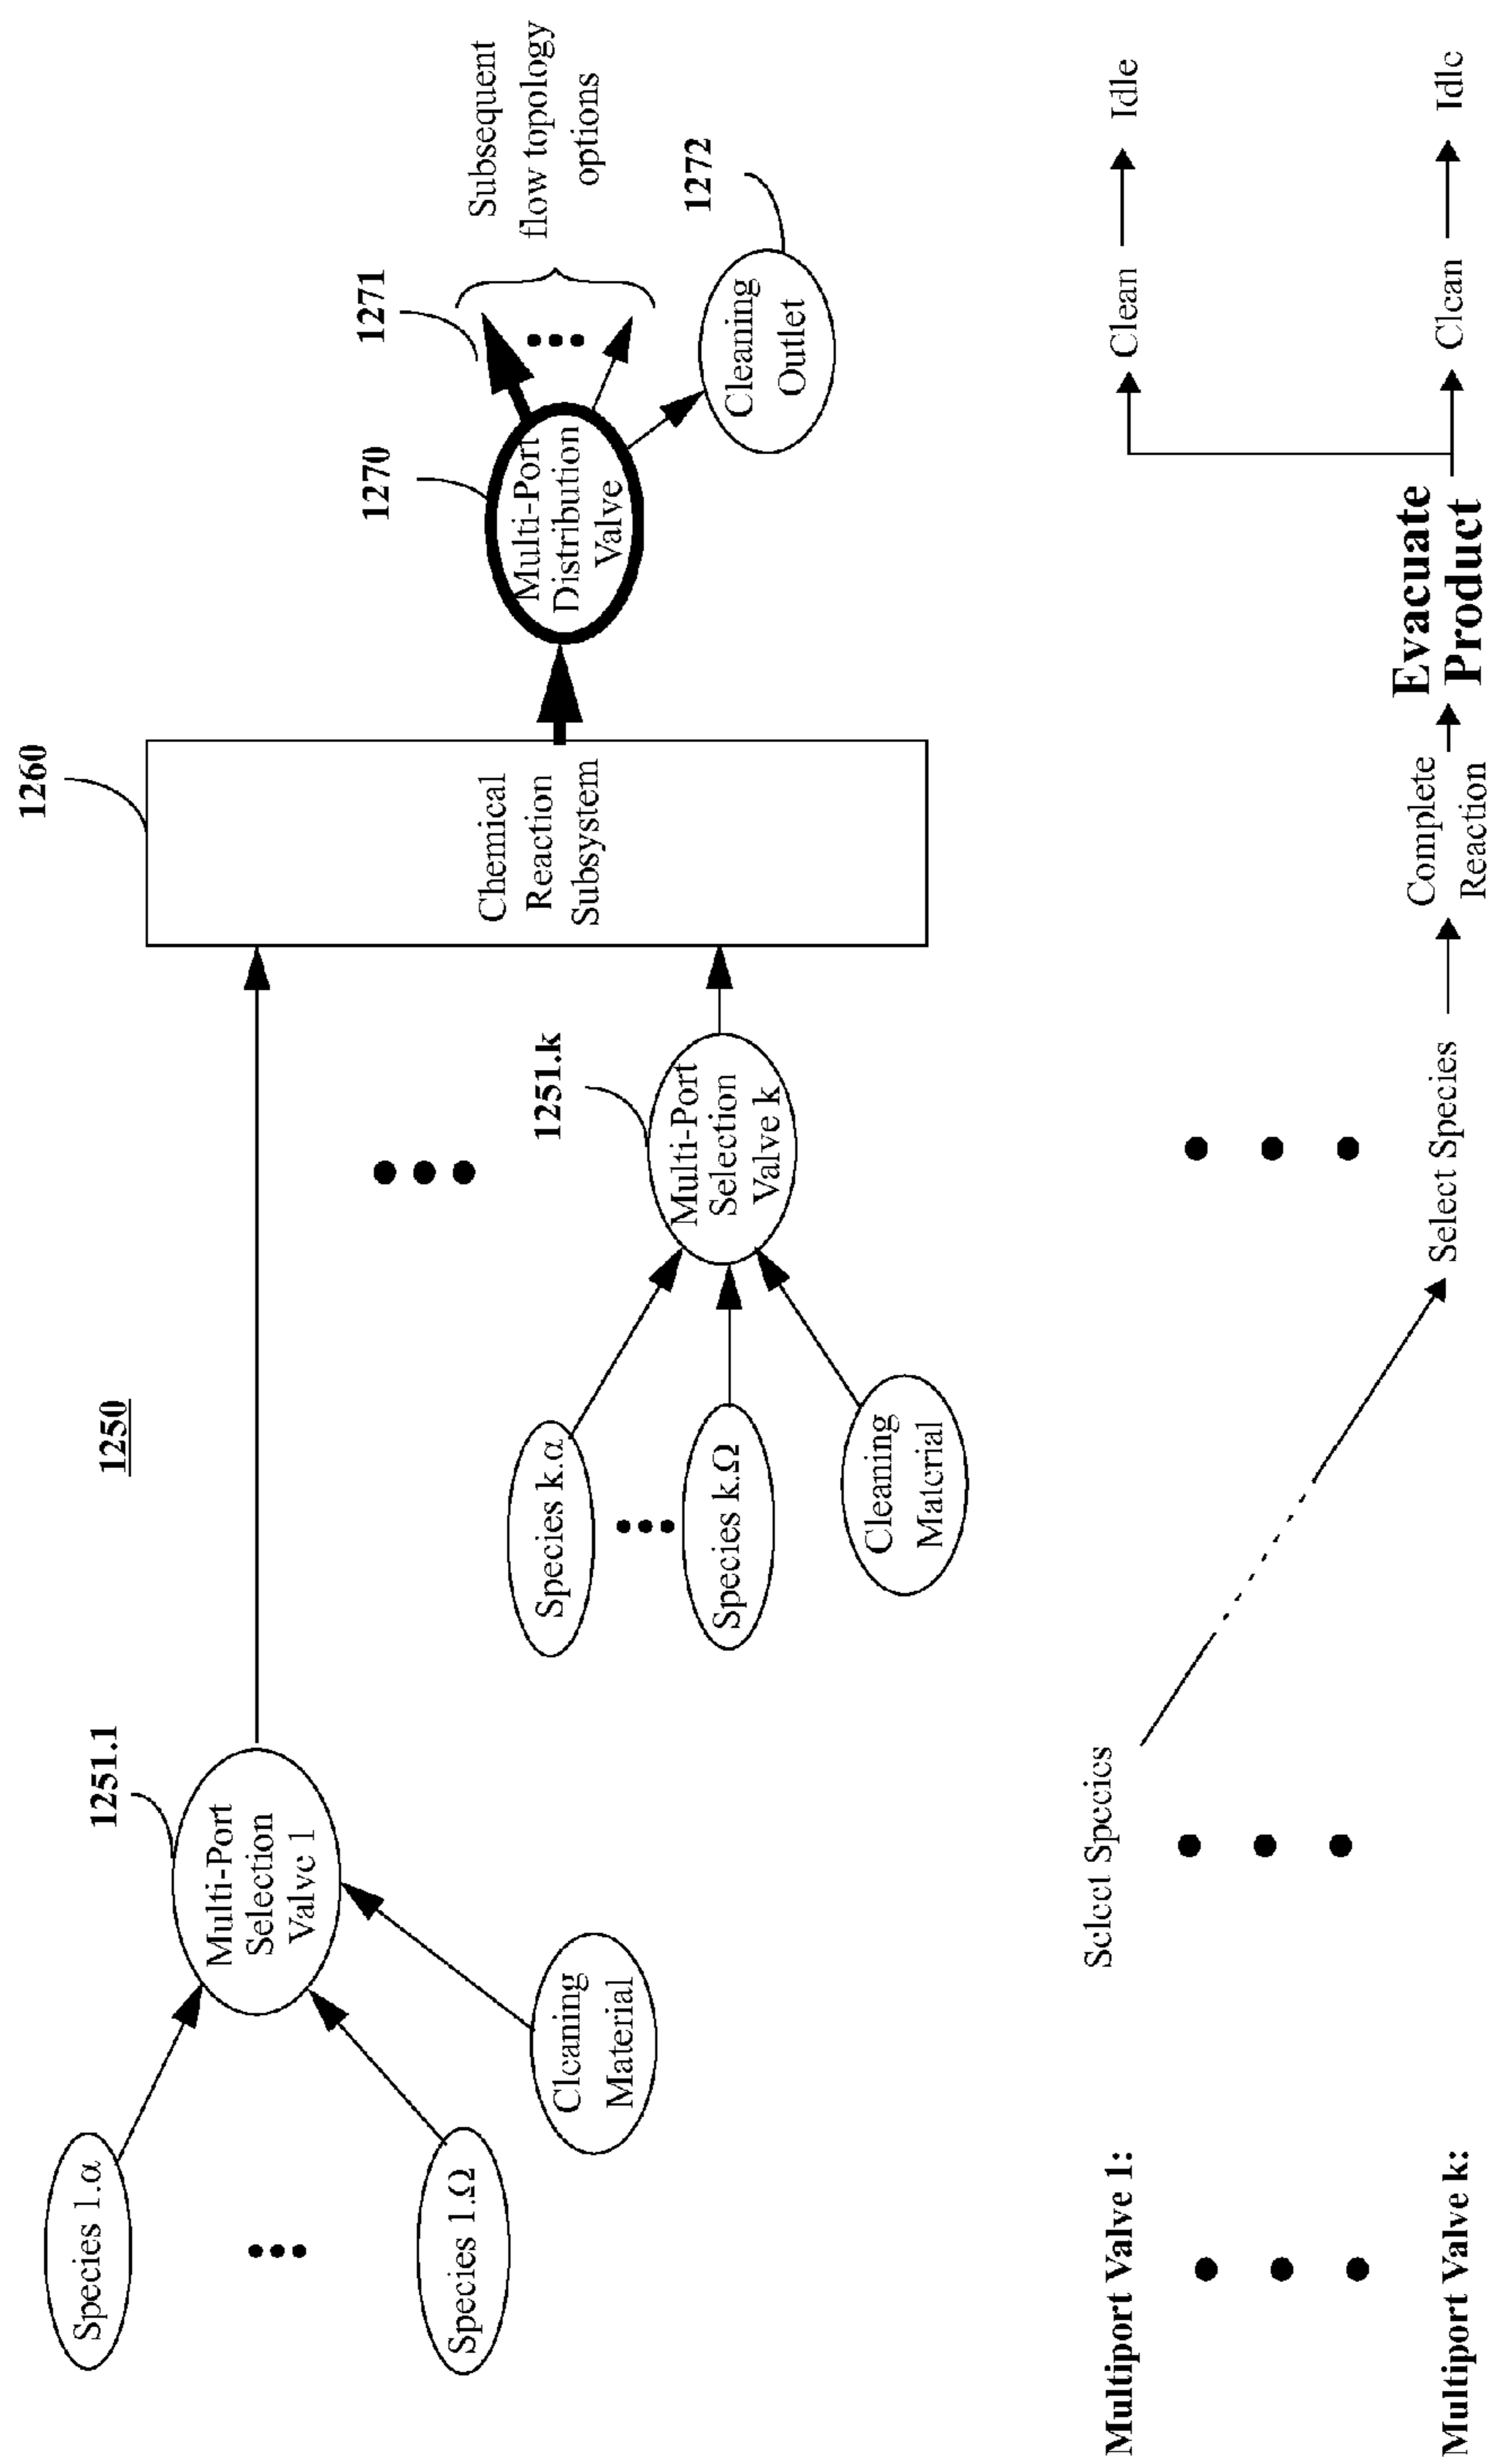 1250
1260
1251.1
1251.k
1270
1271
1272
Species 1.α
Species 1.Ω
Cleaning
Material
Multi-Port
Selection
Valve 1
Species k.α
Species k.Ω
Cleaning
Material
Multi-Port
Selection
Valve k
Chemical
Reaction
Subsystem
Multi-Port
Distribution
Valve
Subsequent
flow topology
options
Cleaning
Outlet
Multiport Valve 1:
Select Species
Clean
Idle
Multiport Valve k:
Select Species
Complete
Reaction
Evacuate
Product
Clean
Idle